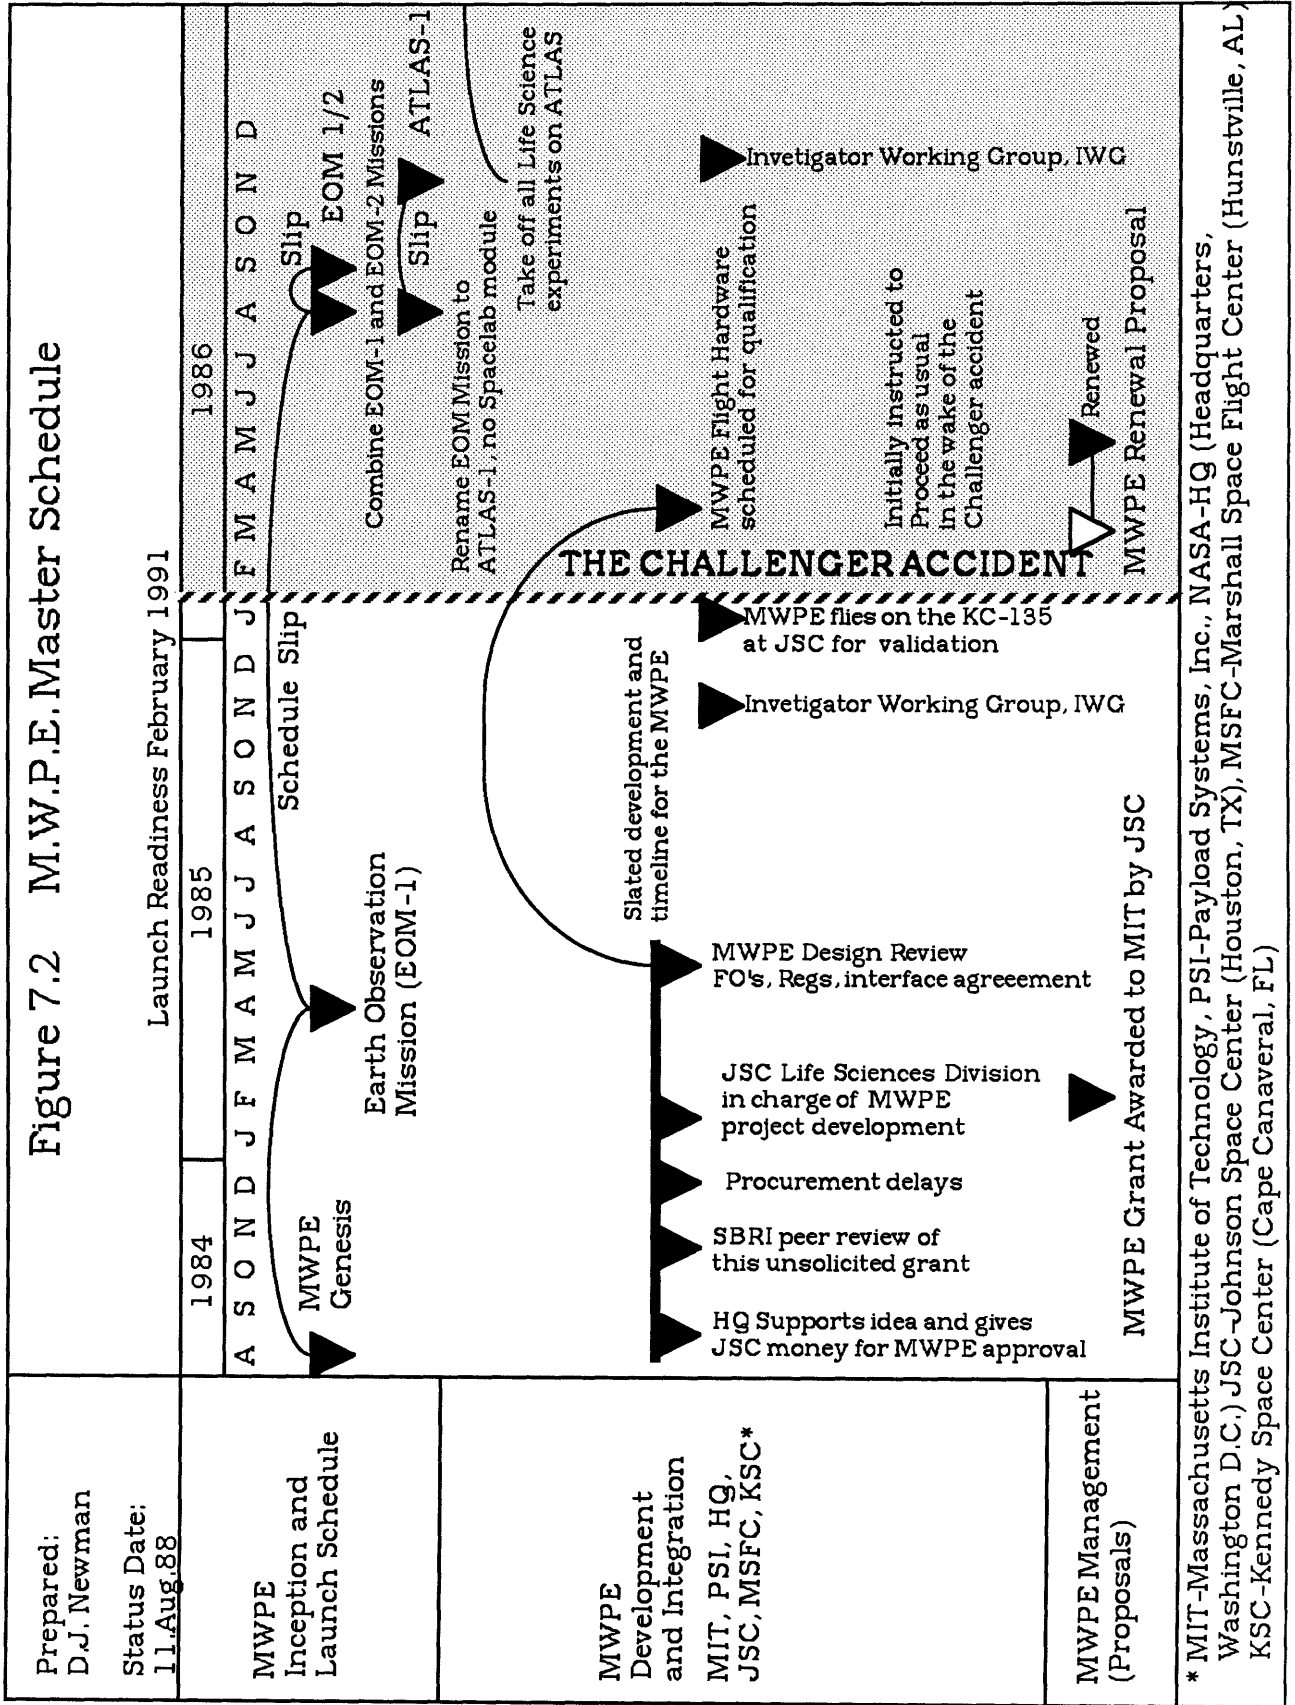 Figure 7.2 M.W.P.E. Master Schedule
Prepared:
D.J. Newman
Status Date:
11.Aug.88
Launch Readiness February 1991
1984
1985
1986
A S O N D J F M A M J J A S O N D J F M A M J J A S O N D
MWPE
Inception and
Launch Schedule
MWPE
Genesis
Earth Observation
Mission (EOM-1)
Schedule Slip
Slip
EOM 1/2
Combine EOM-1 and EOM-2 Missions
Slip
ATLAS-1
Rename EOM Mission to
ATLAS-1, no Spacelab module
Take off all Life Science
experiments on ATLAS
MWPE
Development
and Integration
MIT, PSI, HQ,
JSC, MSFC, KSC*
HQ Supports idea and gives
JSC money for MWPE approval
SBRI peer review of
this unsolicited grant
Procurement delays
JSC Life Sciences Division
in charge of MWPE
project development
MWPE Design Review
FO's, Regs, interface agreeement
Slated development and
timeline for the MWPE
Invetigator Working Group, IWG
MWPE flies on the KC-135
at JSC for validation
THE CHALLENGER ACCIDENT
MWPE Flight Hardware
scheduled for qualification
Initially instructed to
Proceed as usual
In the wake of the
Challenger accident
Invetigator Working Group, IWG
MWPE Management
(Proposals)
MWPE Grant Awarded to MIT by JSC
Renewed
MWPE Renewal Proposal
* MIT-Massachusetts Institute of Technology, PSI-Payload Systems, Inc., NASA-HQ (Headquarters,
Washington D.C.) JSC-Johnson Space Center (Houston, TX), MSFC-Marshall Space Flight Center (Hunstville, AL)
KSC-Kennedy Space Center (Cape Canaveral, FL)